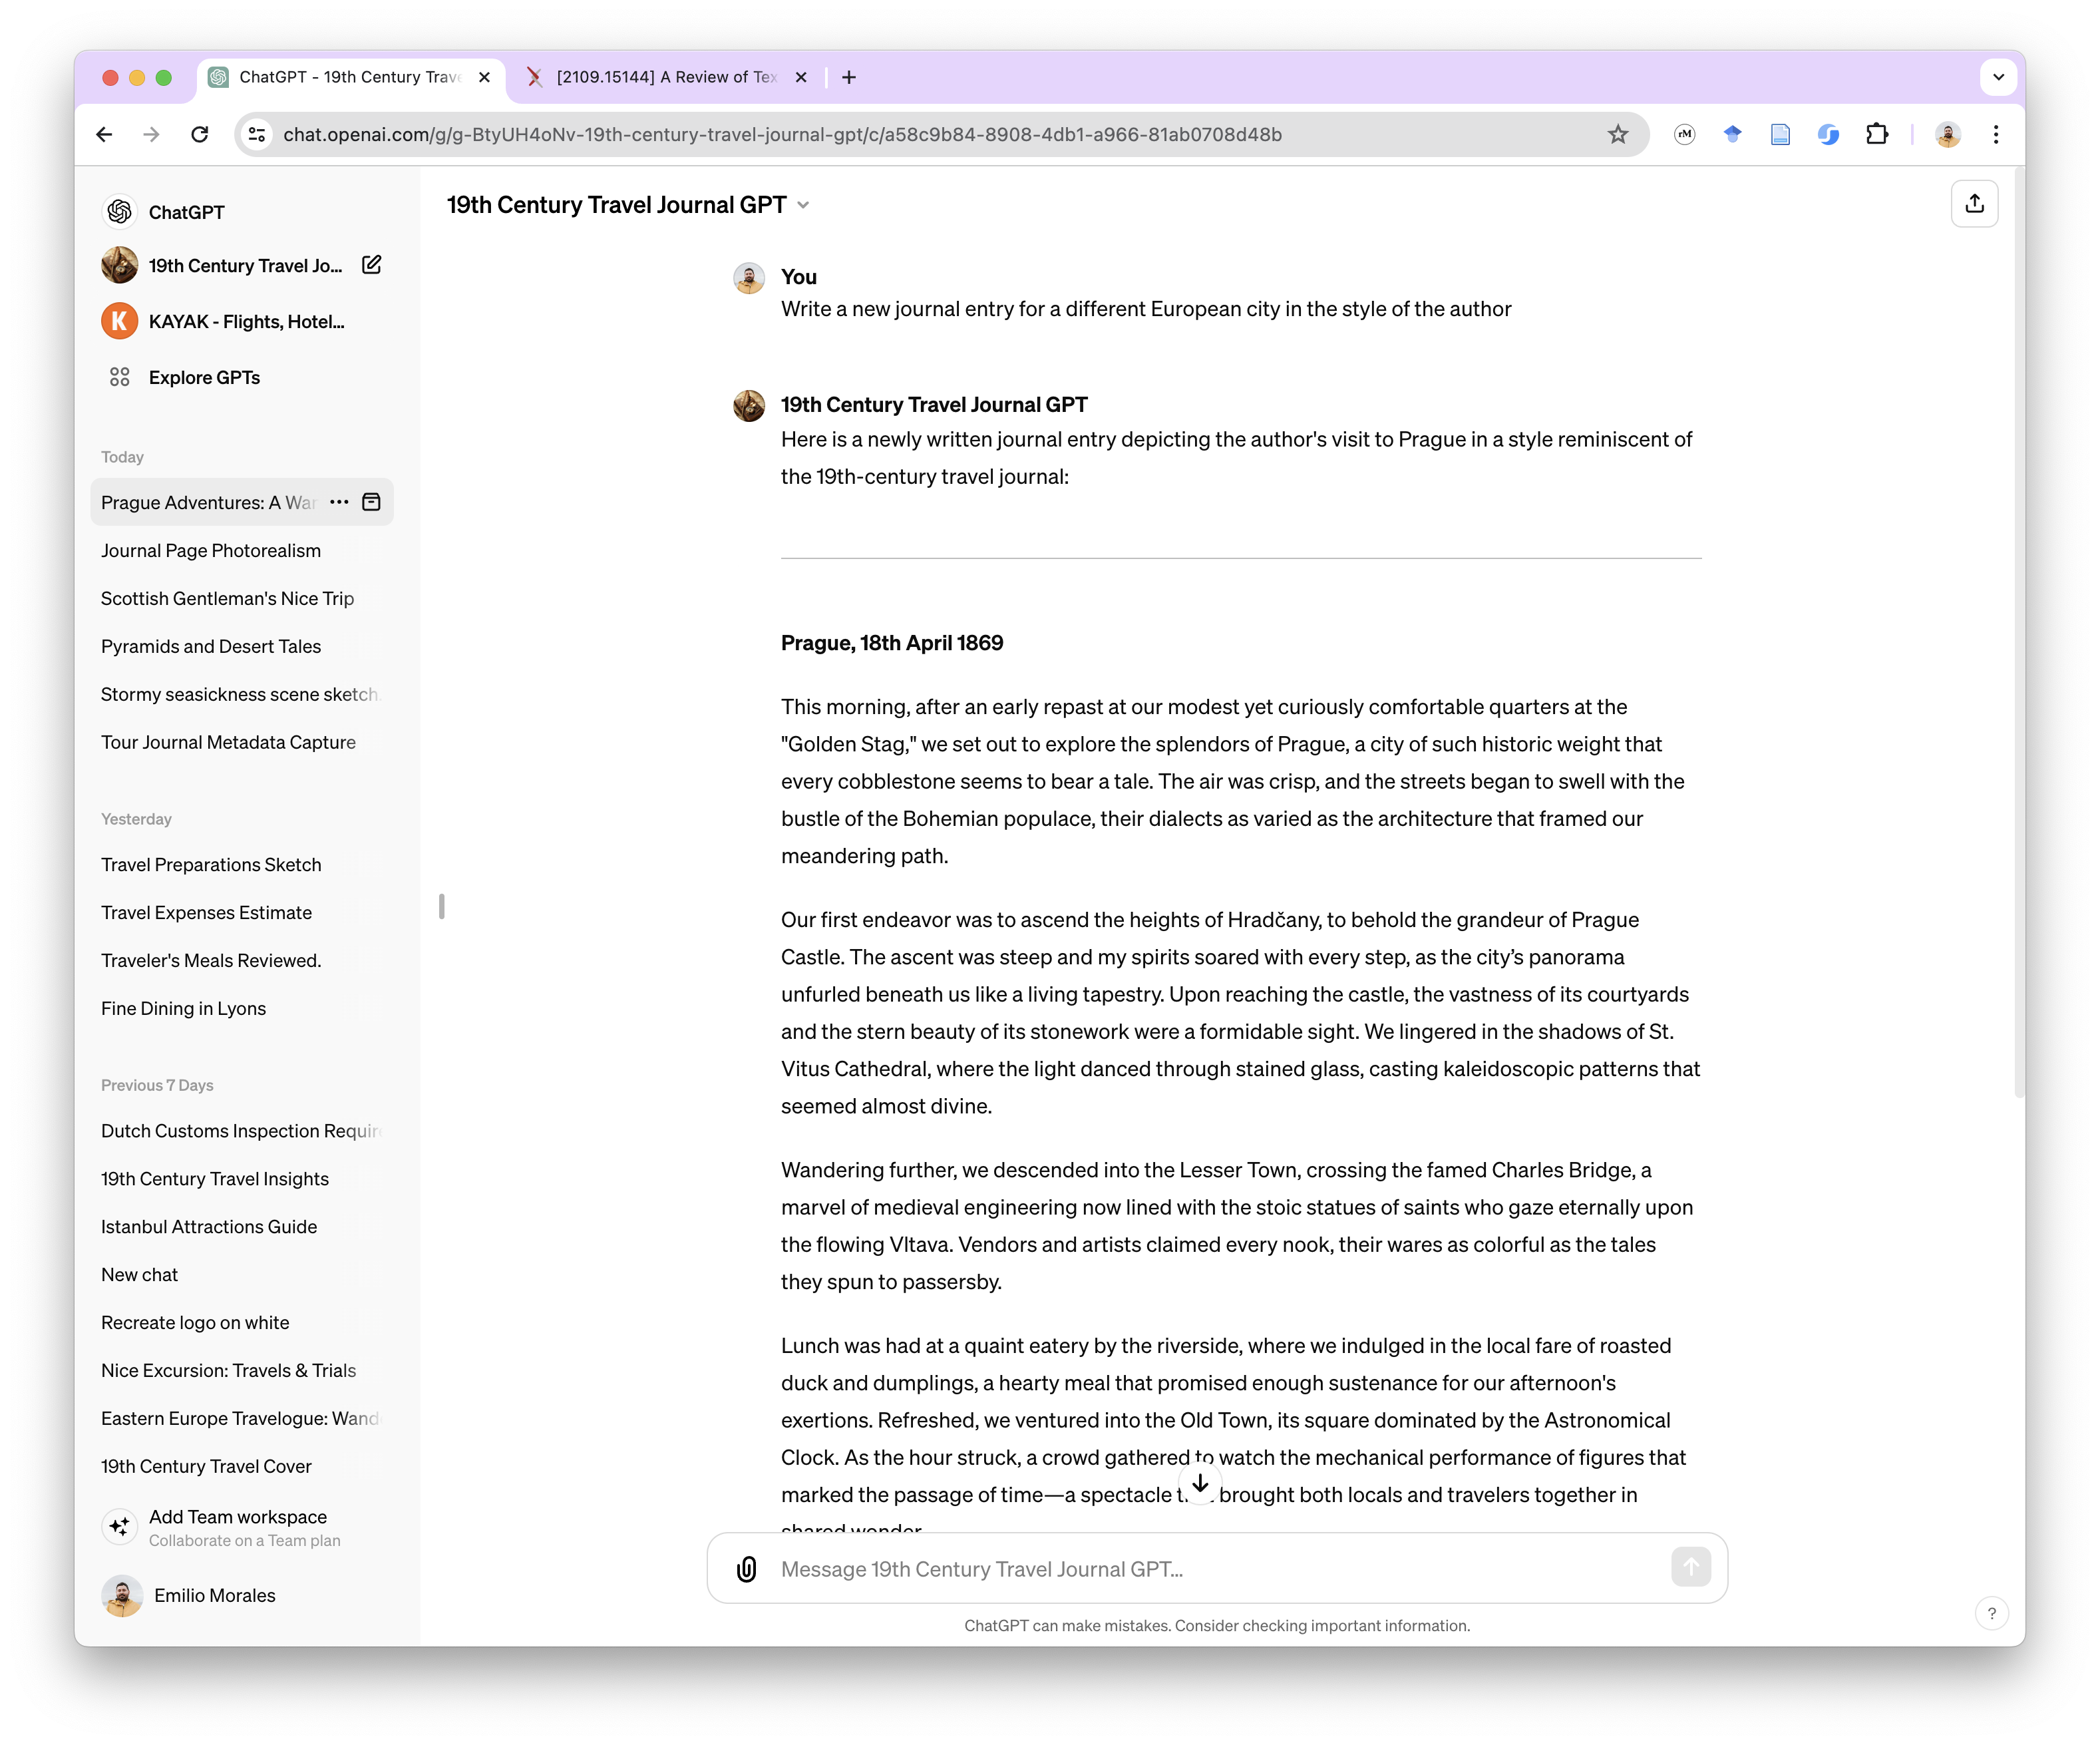 ChatGPT - 19th Century Trave
[2109.15144] A Review of Tex
chat.openai.com/g/g-BtyUH4oNv-19th-century-travel-journal-gpt/c/a58c9b84-8908-4db1-a966-81ab0708d48b
rM
ChatGPT
19th Century Travel Jo...
K
KAYAK - Flights, Hotel...
Explore GPTs
Today
Prague Adventures: A War
Journal Page Photorealism
Scottish Gentleman's Nice Trip
Pyramids and Desert Tales
Stormy seasickness scene sketch.
Tour Journal Metadata Capture
Yesterday
Travel Preparations Sketch
Travel Expenses Estimate
Traveler's Meals Reviewed.
Fine Dining in Lyons
Previous 7 Days
Dutch Customs Inspection Require
19th Century Travel Insights
Istanbul Attractions Guide
New chat
Recreate logo on white
Nice Excursion: Travels & Trials
Eastern Europe Travelogue: Wande
19th Century Travel Cover
Add Team workspace
Collaborate on a Team plan
Emilio Morales
19th Century Travel Journal GPT
You
Write a new journal entry for a different European city in the style of the author
19th Century Travel Journal GPT
Here is a newly written journal entry depicting the author's visit to Prague in a style reminiscent of
the 19th-century travel journal:
Prague, 18th April 1869
This morning, after an early repast at our modest yet curiously comfortable quarters at the
"Golden Stag," we set out to explore the splendors of Prague, a city of such historic weight that
every cobblestone seems to bear a tale. The air was crisp, and the streets began to swell with the
bustle of the Bohemian populace, their dialects as varied as the architecture that framed our
meandering path.
Our first endeavor was to ascend the heights of Hradčany, to behold the grandeur of Prague
Castle. The ascent was steep and my spirits soared with every step, as the city’s panorama
unfurled beneath us like a living tapestry. Upon reaching the castle, the vastness of its courtyards
and the stern beauty of its stonework were a formidable sight. We lingered in the shadows of St.
Vitus Cathedral, where the light danced through stained glass, casting kaleidoscopic patterns that
seemed almost divine.
Wandering further, we descended into the Lesser Town, crossing the famed Charles Bridge, a
marvel of medieval engineering now lined with the stoic statues of saints who gaze eternally upon
the flowing Vltava. Vendors and artists claimed every nook, their wares as colorful as the tales
they spun to passersby.
Lunch was had at a quaint eatery by the riverside, where we indulged in the local fare of roasted
duck and dumplings, a hearty meal that promised enough sustenance for our afternoon's
exertions. Refreshed, we ventured into the Old Town, its square dominated by the Astronomical
Clock. As the hour struck, a crowd gathered to watch the mechanical performance of figures that
marked the passage of time—a spectacle brought both locals and travelers together in
shared wonder.
Message 19th Century Travel Journal GPT...
ChatGPT can make mistakes. Consider checking important information.
?